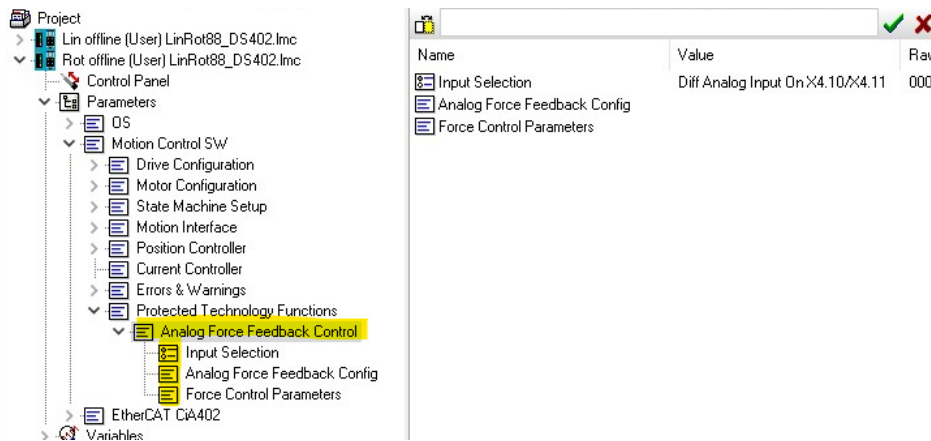 Project
Lin offline (User) LinRot88_DS402.lmc
Rot offline (User) LinRot88_DS402.lmc
Control Panel
Parameters
OS
Motion Control SW
Drive Configuration
Motor Configuration
State Machine Setup
Motion Interface
Position Controller
Current Controller
Errors & Warnings
Protected Technology Functions
Analog Force Feedback Control
Input Selection
Analog Force Feedback Config
Force Control Parameters
EtherCAT CiA402
Variables
Name Value
Input Selection Diff Analog Input On X4.10/X4.11 000
Analog Force Feedback Config
Force Control Parameters